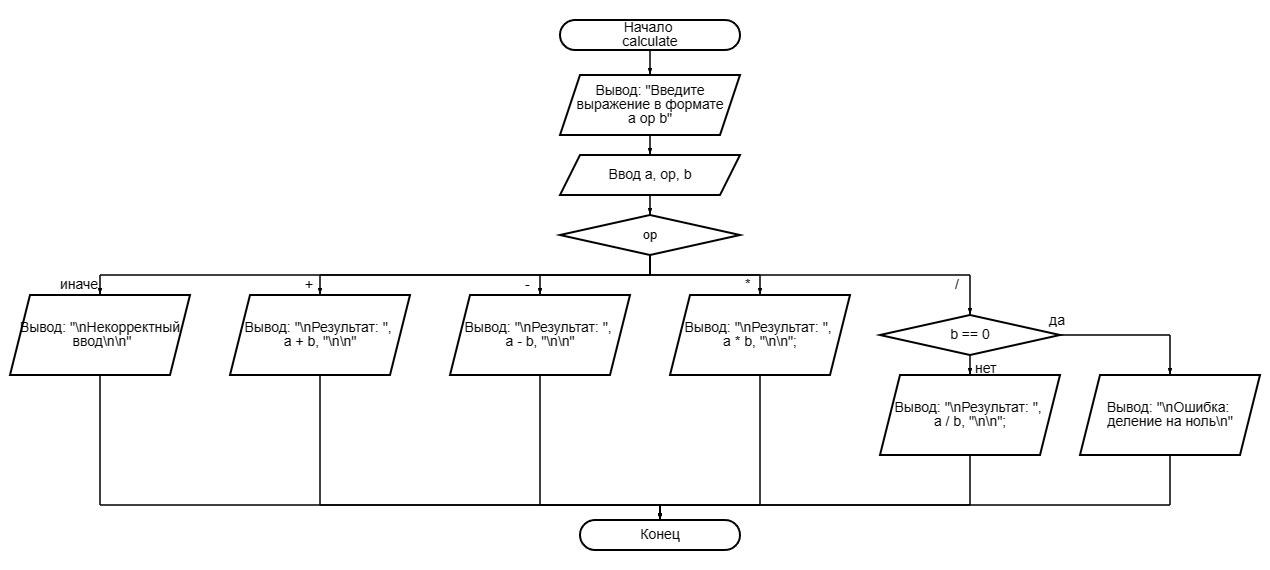 Начало
calculate
Вывод: "Введите
выражение в формате
a op b"
Ввод a, op, b
op
иначе
+
-
*
/
Вывод: "\nНекорректный
ввод\n\n"
Вывод: "\nРезультат: ",
a + b, "\n\n"
Вывод: "\nРезультат: ",
a - b, "\n\n"
Вывод: "\nРезультат: ",
a * b, "\n\n";
b == 0
да
нет
Вывод: "\nРезультат: ",
a / b, "\n\n";
Вывод: "\nОшибка:
деление на ноль\n"
Конец